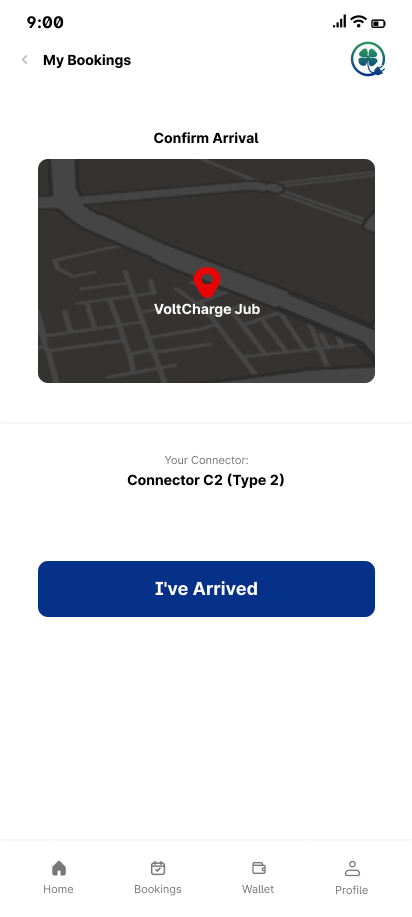 9:00
My Bookings
Confirm Arrival
VoltCharge Jub
Your Connector:
Connector C2 (Type 2)
I've Arrived
Home
Bookings
Wallet
Profile